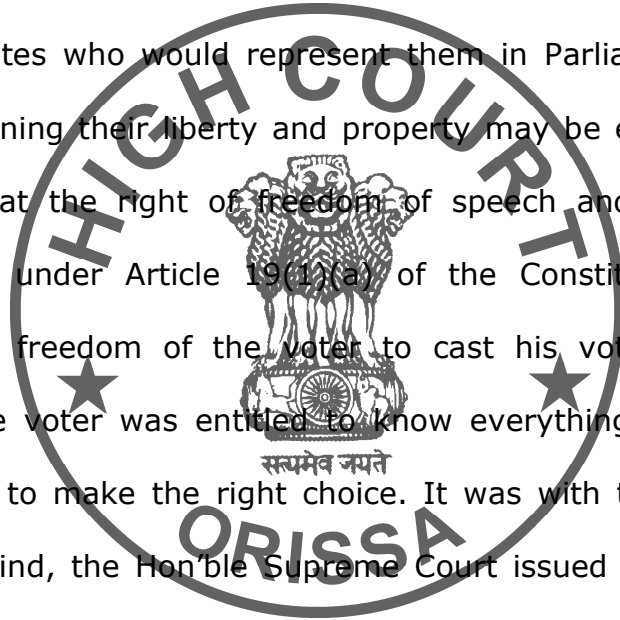 tes who would represent them in Parlia
ning their liberty and property may be e
at the right of freedom of speech and
under Article 19(1)(a) of the Constit
freedom of the voter to cast his vot
e voter was entitled to know everything
to make the right choice. It was with t
ind, the Hon'ble Supreme Court issued
HIGH COURT
सत्यमेव जयते
ORISSA